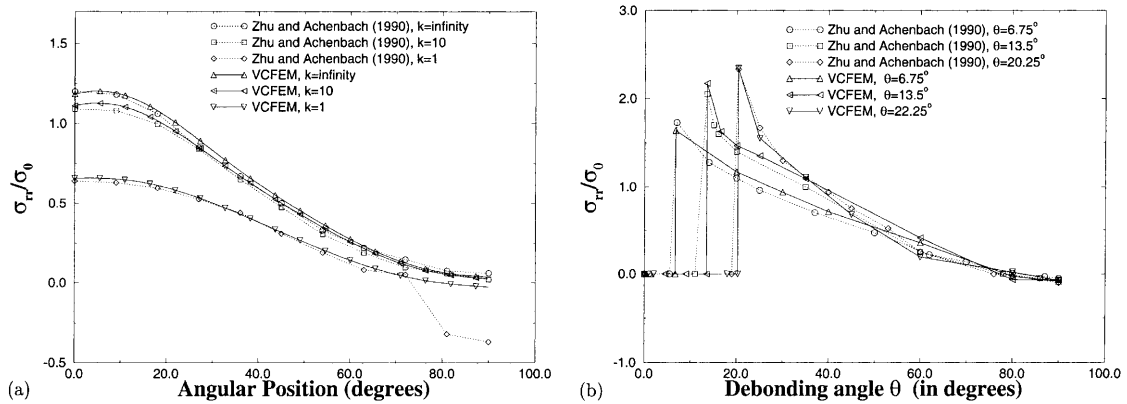 1.5
1.0
0.5
0.0
-0.5
σrr/σ0
Zhu and Achenbach (1990), k=infinity
Zhu and Achenbach (1990), k=10
Zhu and Achenbach (1990), k=1
VCFEM, k=infinity
VCFEM, k=10
VCFEM, k=1
0.0 20.0 40.0 60.0 80.0 100.0
(a) Angular Position (degrees)
3.0
2.0
1.0
0.0
-1.0
σrr/σ0
Zhu and Achenbach (1990), θ=6.75°
Zhu and Achenbach (1990), θ=13.5°
Zhu and Achenbach (1990), θ=20.25°
VCFEM, θ=6.75°
VCFEM, θ=13.5°
VCFEM, θ=22.25°
0.0 20.0 40.0 60.0 80.0 100.0
(b) Debonding angle θ (in degrees)